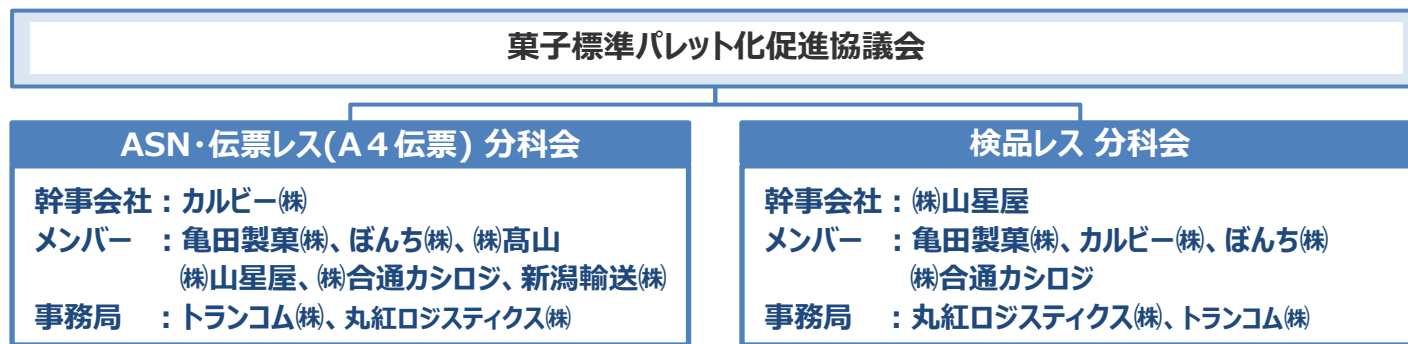 菓子標準パレット化促進協議会
ASN・伝票レス(A4伝票) 分科会
幹事会社：カルビー㈱
メンバー　：亀田製菓㈱、ぼんち㈱、㈱髙山
㈱山星屋、㈱合通カシロジ、新潟輸送㈱
事務局　：トランコム㈱、丸紅ロジスティクス㈱
検品レス 分科会
幹事会社：㈱山星屋
メンバー　：亀田製菓㈱、カルビー㈱、ぼんち㈱
㈱合通カシロジ
事務局　：丸紅ロジスティクス㈱、トランコム㈱